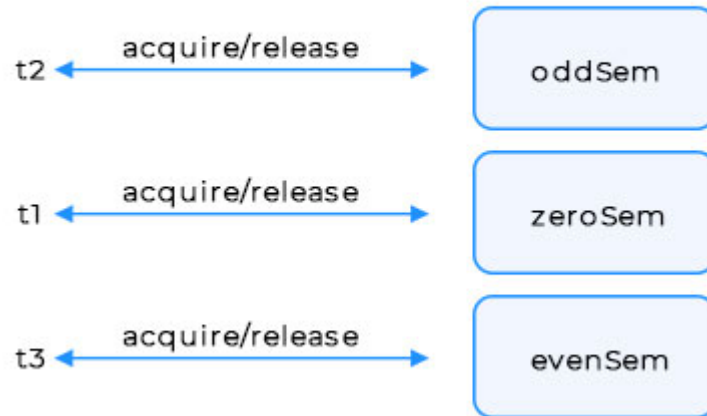 acquire/release
t2
oddSem
acquire/release
t1
zeroSem
acquire/release
t3
evenSem